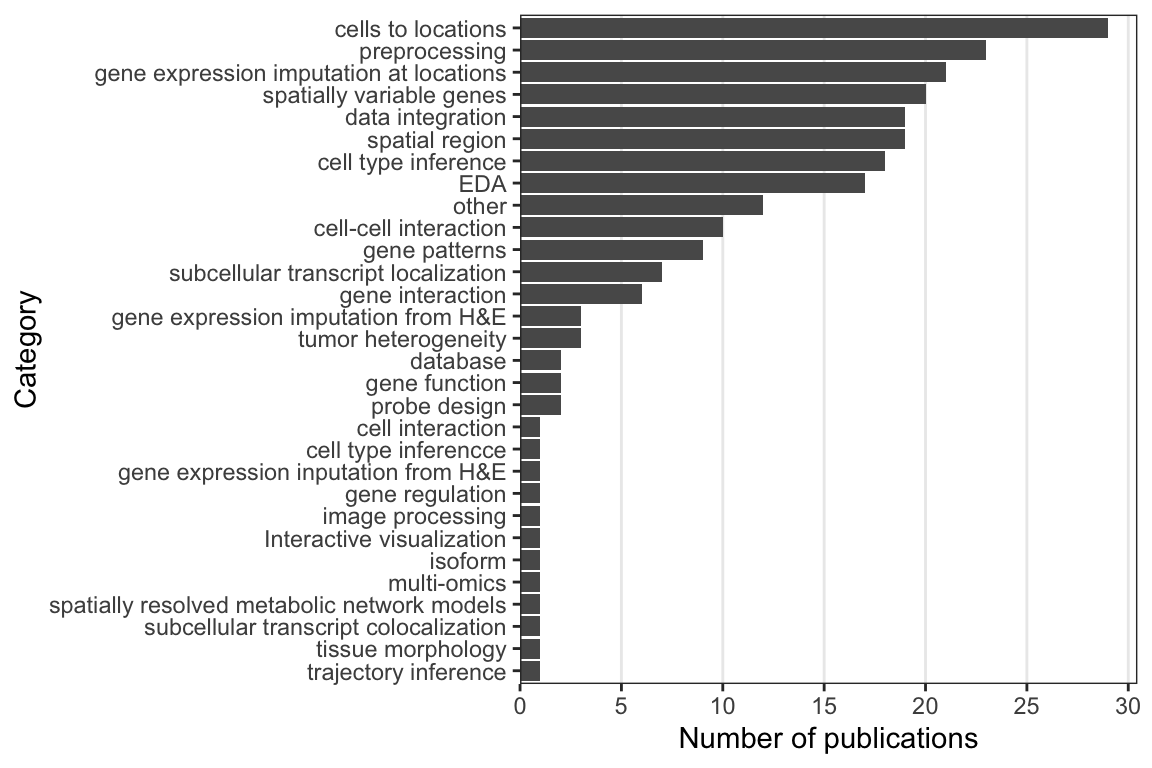 cells to locations
preprocessing
gene expression imputation at locations
spatially variable genes
data integration
spatial region
cell type inference
EDA
other
cell-cell interaction
gene patterns
subcellular transcript localization
gene interaction
gene expression imputation from H&E
tumor heterogeneity
database
gene function
probe design
cell interaction
cell type inferencce
gene expression inputation from H&E
gene regulation
image processing
Interactive visualization
isoform
multi-omics
spatially resolved metabolic network models
subcellular transcript colocalization
tissue morphology
trajectory inference
Category
0 5 10 15 20 25 30
Number of publications